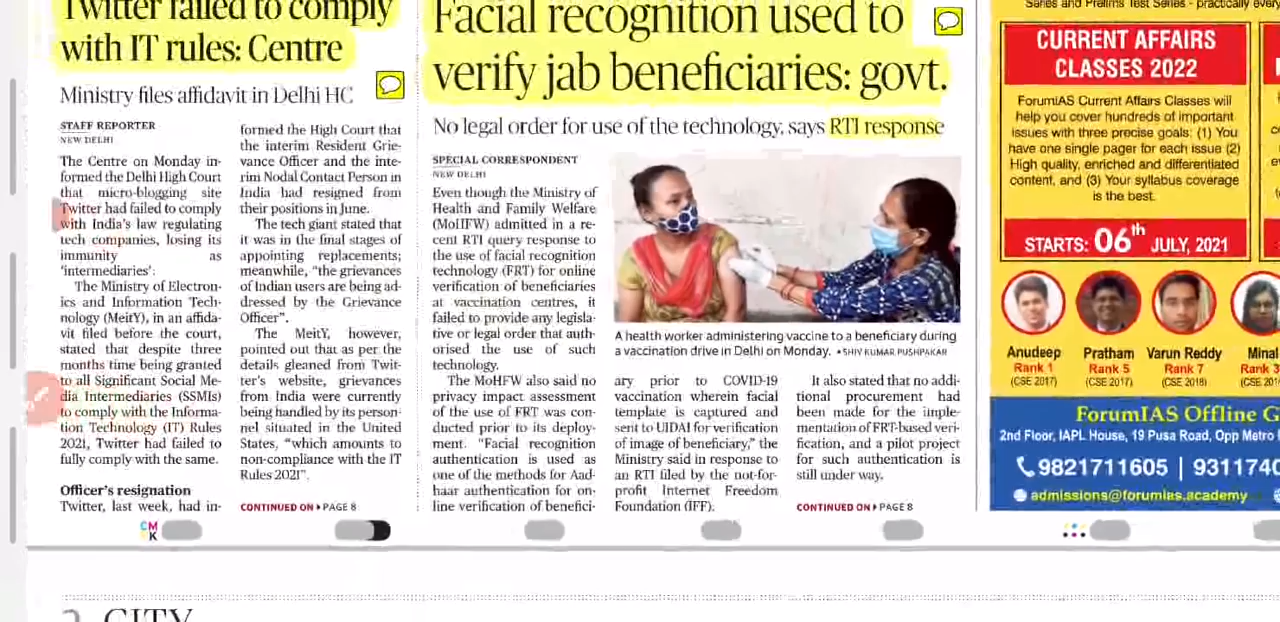 Twitter failed to comply
with IT rules: Centre
Ministry files affidavit in Delhi HC
STAFF REPORTER
NEW DELHI
The Centre on Monday in-
formed the Delhi High Court
that micro-blogging site
Twitter had failed to comply
with India's law regulating
tech companies, losing its
immunity as
'intermediaries'.
The Ministry of Electron-
ics and Information Tech-
nology (MeitY), in an affida-
vit filed before the court,
stated that despite three
months time being granted
to all Significant Social Me-
dia Intermediaries (SSMIs)
to comply with the Informa-
tion Technology (IT) Rules
2021, Twitter had failed to
fully comply with the same.
Officer's resignation
Twitter, last week, had in-
formed the High Court that
the interim Resident Grie-
vance Officer and the inte-
rim Nodal Contact Person in
India had resigned from
their positions in June.
The tech giant stated that
it was in the final stages of
appointing replacements;
meanwhile, "the grievances
of Indian users are being ad-
dressed by the Grievance
Officer".
The MeitY, however,
pointed out that as per the
details gleaned from Twit-
ter's website, grievances
from India were currently
being handled by its person-
nel situated in the United
States, "which amounts to
non-compliance with the IT
Rules 2021".
CONTINUED ON PAGE 8
Facial recognition used to
verify jab beneficiaries: govt.
No legal order for use of the technology, says RTI response
SPECIAL CORRESPONDENT
NEW DELHI
Even though the Ministry of
Health and Family Welfare
(MoHFW) admitted in a re-
cent RTI query response to
the use of facial recognition
technology (FRT) for online
verification of beneficiaries
at vaccination centres, it
failed to provide any legisla-
tive or legal order that auth-
orised the use of such
technology.
The MoHFW also said no
privacy impact assessment
of the use of FRT was con-
ducted prior to its deploy-
ment. "Facial recognition
authentication is used as
one of the methods for Aad-
haar authentication for on-
line verification of benefici-
A health worker administering vaccine to a beneficiary during
a vaccination drive in Delhi on Monday. •SHIV KUMAR PUSHPAKAR
ary prior to COVID-19
vaccination wherein facial
template is captured and
sent to UIDAI for verification
of image of beneficiary," the
Ministry said in response to
an RTI filed by the not-for-
profit Internet Freedom
Foundation (IFF).
It also stated that no addi-
tional procurement had
been made for the imple-
mentation of FRT-based veri-
fication, and a pilot project
for such authentication is
still under way.
CONTINUED ON PAGE 8
Series and Prelims Test Series - practically every
CURRENT AFFAIRS
CLASSES 2022
ForumIAS Current Affairs Classes will
help you cover hundreds of important
issues with three precise goals: (1) You
have one single pager for each issue (2)
High quality, enriched and differentiated
content, and (3) Your syllabus coverage
is the best.
STARTS: 06th JULY, 2021
Anudeep
Rank 1
(CSE 2017)
Pratham
Rank 5
(CSE 2017)
Varun Reddy
Rank 7
(CSE 2018)
Minal
Rank
ForumIAS Offline G
2nd Floor, IAPL House, 19 Pusa Road, Opp Metro
9821711605 | 9311740
admissions@forumias.academy
CM
K
CITY